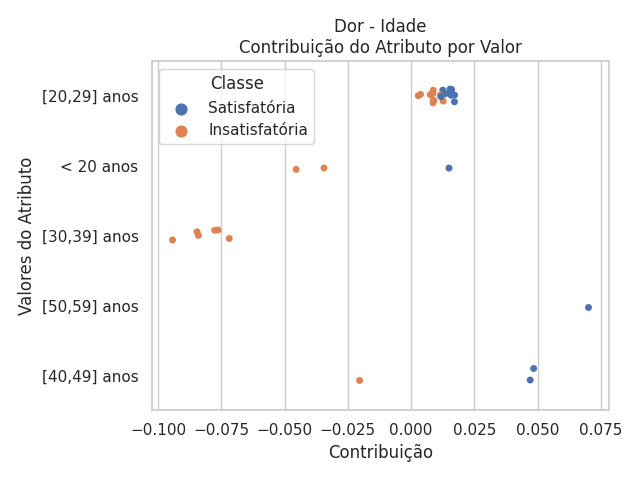 Dor - Idade
Contribuição do Atributo por Valor
Classe
Satisfatória
Insatisfatória
Valores do Atributo
[20,29] anos
< 20 anos
[30,39] anos
[50,59] anos
[40,49] anos
−0.100 −0.075 −0.050 −0.025 0.000 0.025 0.050 0.075
Contribuição